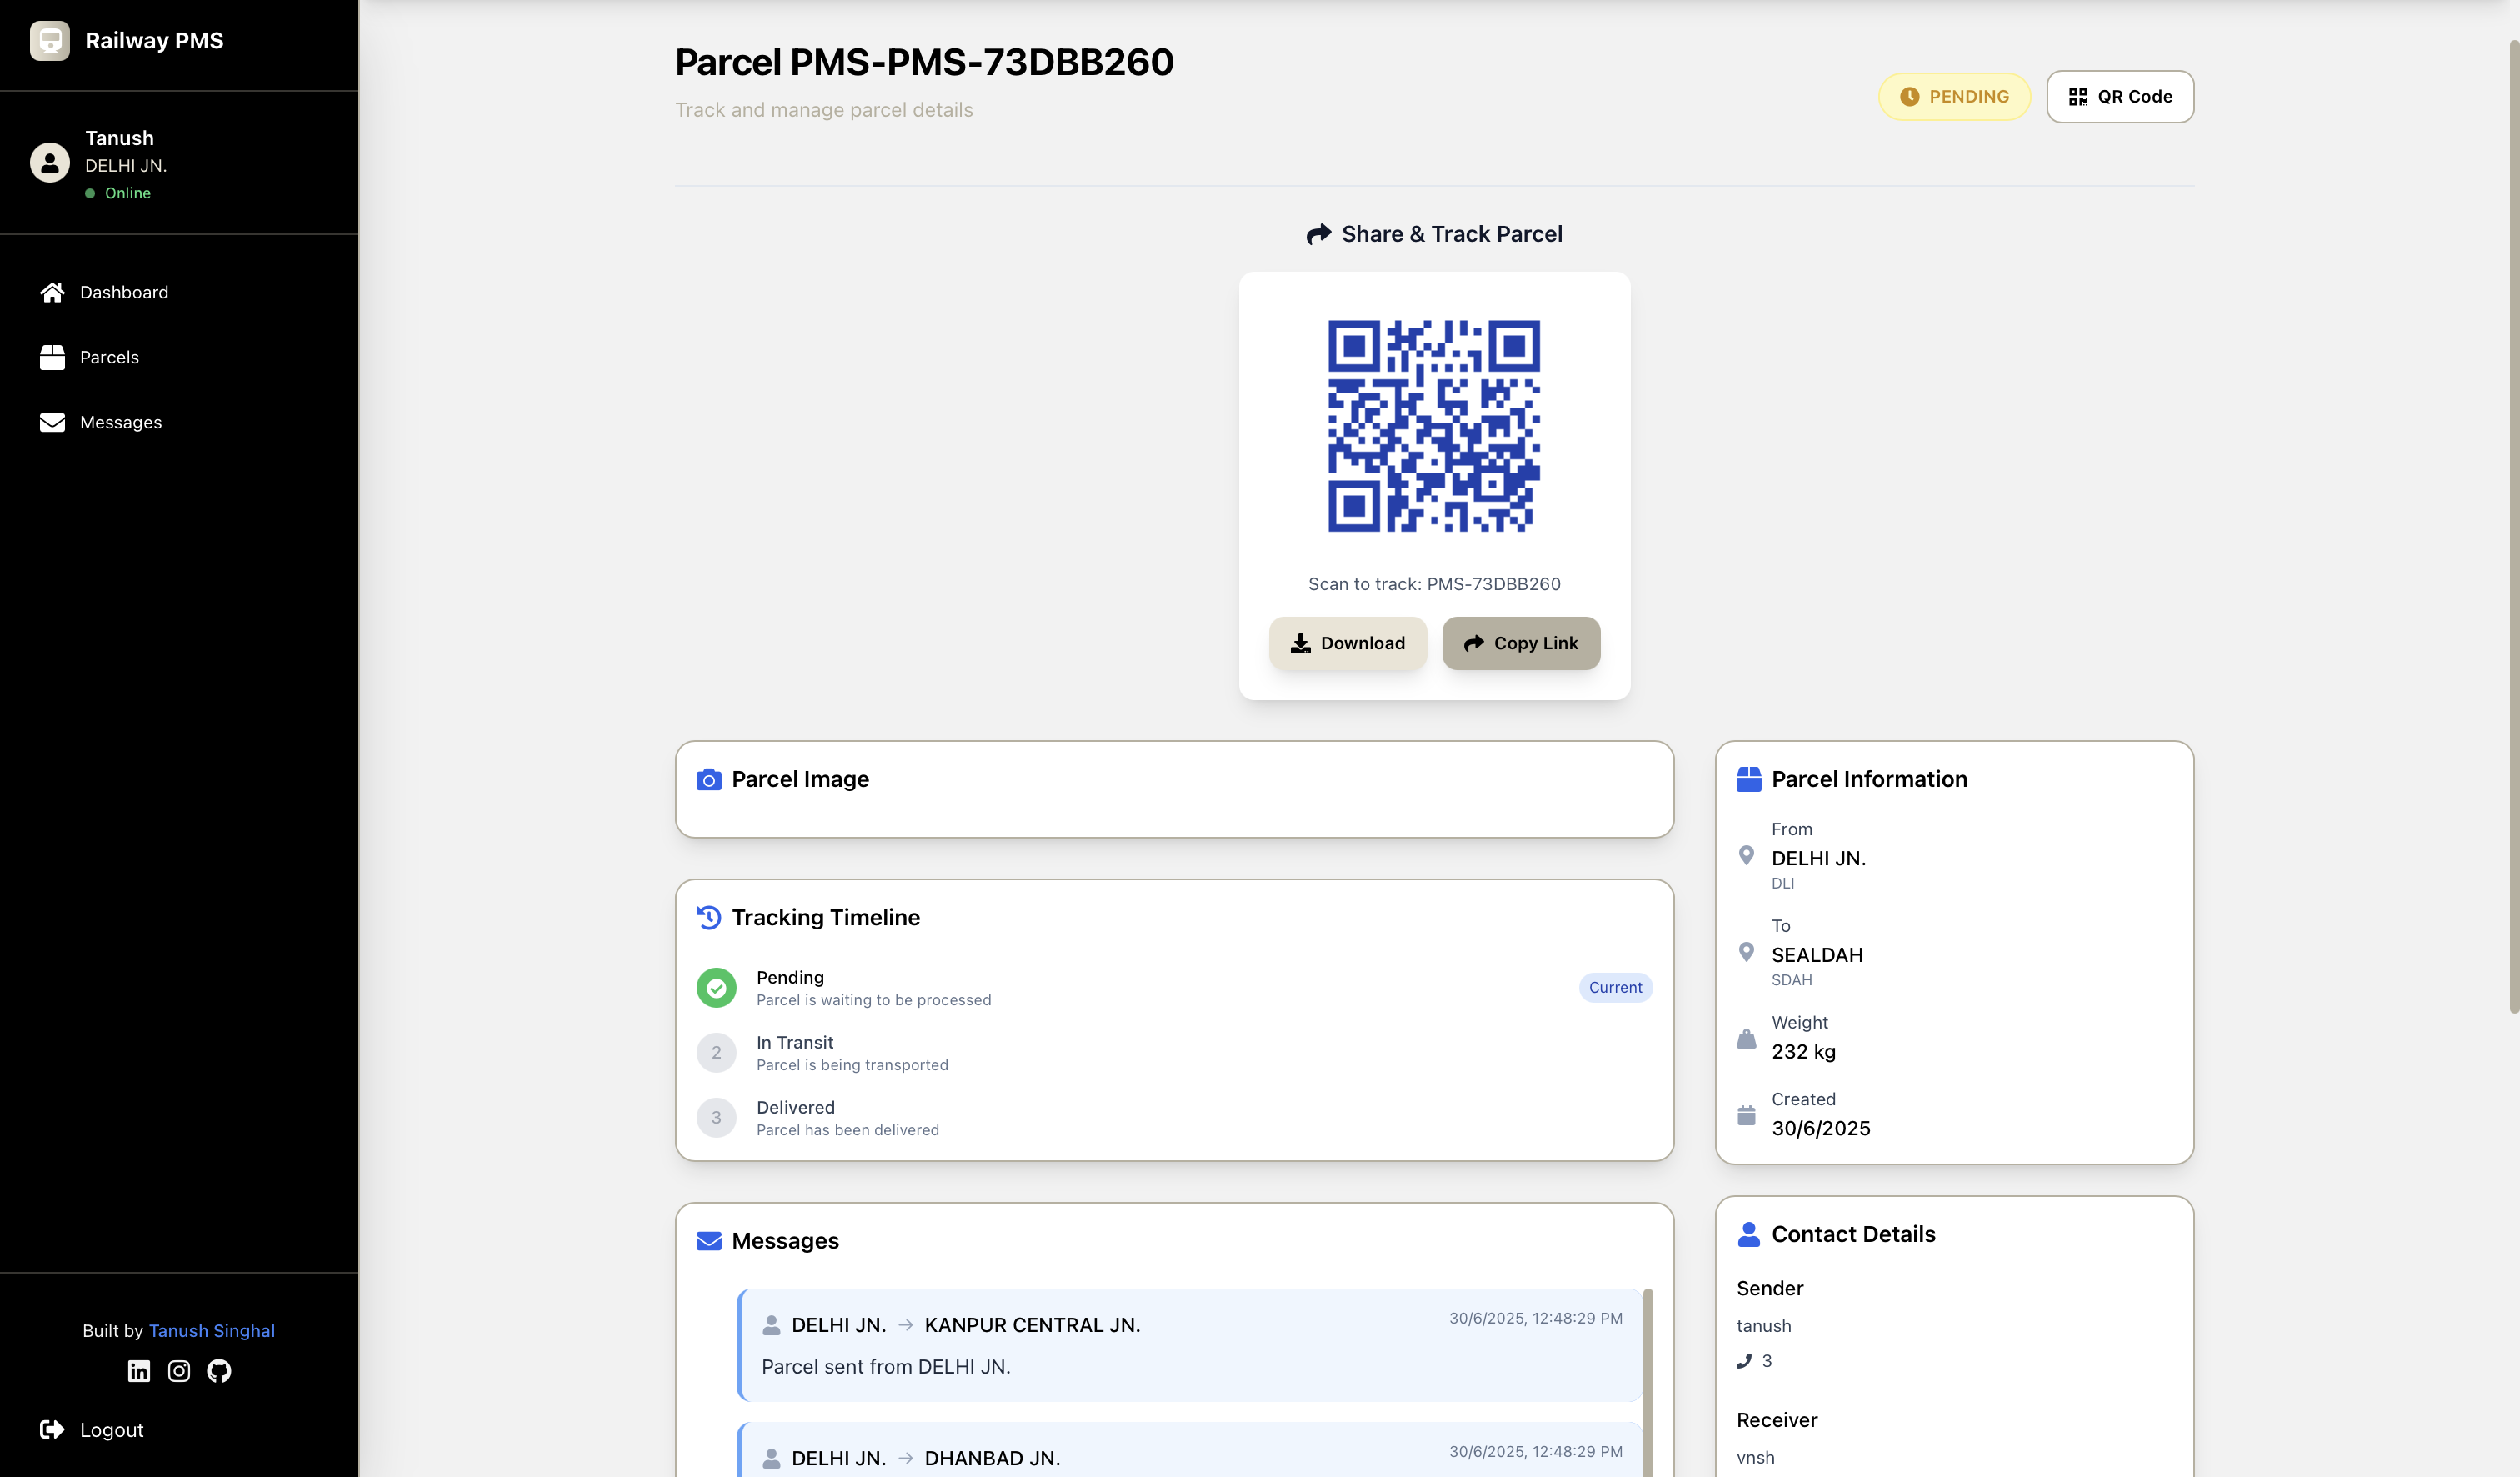 Railway PMS
Tanush
DELHI JN.
Online
Dashboard
Parcels
Messages
Built by Tanush Singhal
Logout
Parcel PMS-PMS-73DBB260
Track and manage parcel details
PENDING
QR Code
Share & Track Parcel
Scan to track: PMS-73DBB260
Download
Copy Link
Parcel Image
Tracking Timeline
Pending
Parcel is waiting to be processed
Current
2
In Transit
Parcel is being transported
3
Delivered
Parcel has been delivered
Messages
DELHI JN. → KANPUR CENTRAL JN.
30/6/2025, 12:48:29 PM
Parcel sent from DELHI JN.
DELHI JN. → DHANBAD JN.
30/6/2025, 12:48:29 PM
Parcel Information
From
DELHI JN.
DLI
To
SEALDAH
SDAH
Weight
232 kg
Created
30/6/2025
Contact Details
Sender
tanush
3
Receiver
vnsh